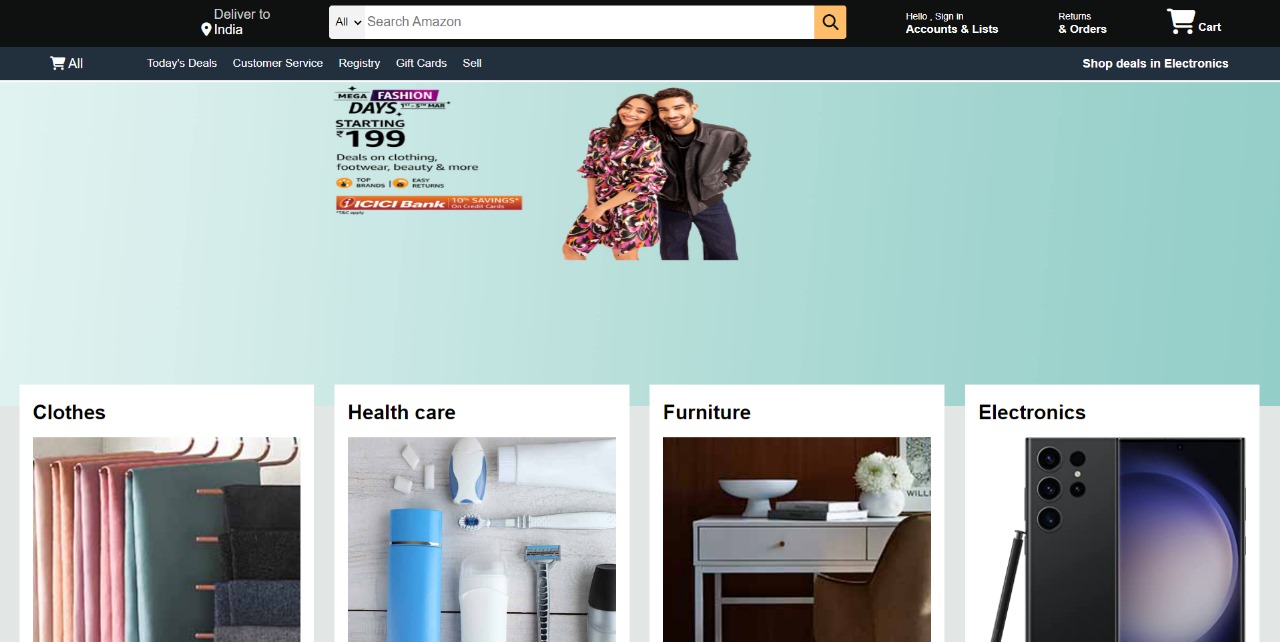 Deliver to
India
All
Search Amazon
Hello , Sign in
Accounts & Lists
Returns
& Orders
Cart
All
Today's Deals
Customer Service
Registry
Gift Cards
Sell
Shop deals in Electronics
MEGA FASHION
DAYS 1ST - 5TH MAR
STARTING
₹199
Deals on clothing,
footwear, beauty & more
TOP
BRANDS
EASY
RETURNS
ICICI Bank
10% SAVINGS*
On Credit Cards
*T&C apply
Clothes
Health care
Furniture
Electronics
WILLI